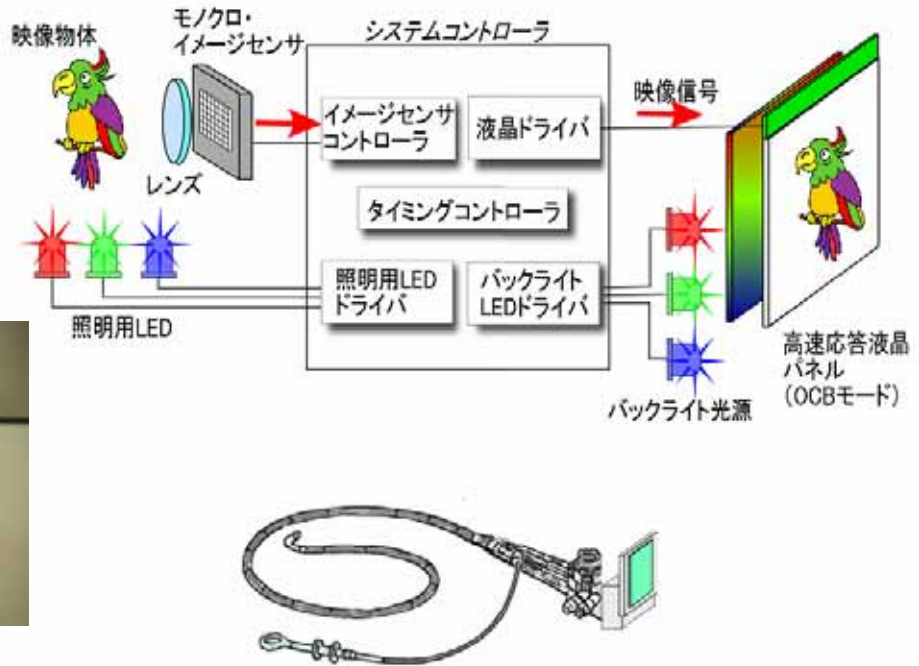 映像物体
モノクロ・
イメージセンサ
レンズ
システムコントローラ
イメージセンサ
コントローラ
液晶ドライバ
映像信号
タイミングコントローラ
照明用LED
ドライバ
バックライト
LEDドライバ
照明用LED
バックライト光源
高速応答液晶
パネル
(OCBモード)